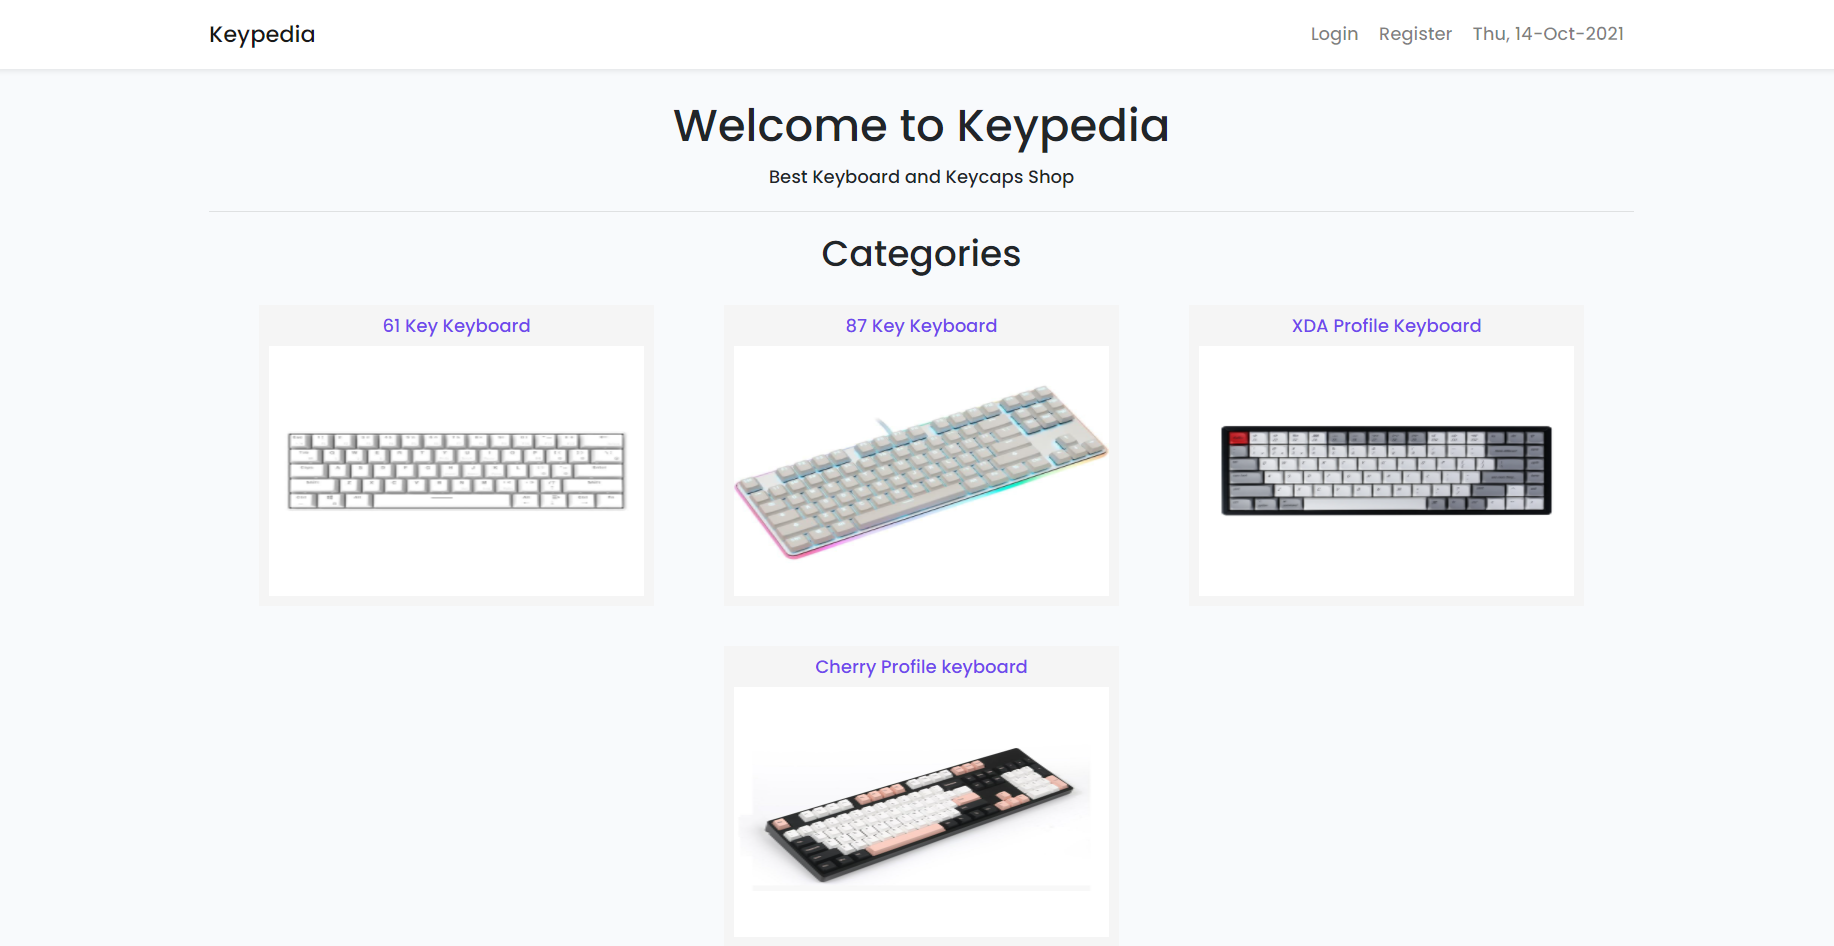 Keypedia
Login Register Thu, 14-Oct-2021
Welcome to Keypedia
Best Keyboard and Keycaps Shop
Categories
61 Key Keyboard
87 Key Keyboard
XDA Profile Keyboard
Cherry Profile keyboard